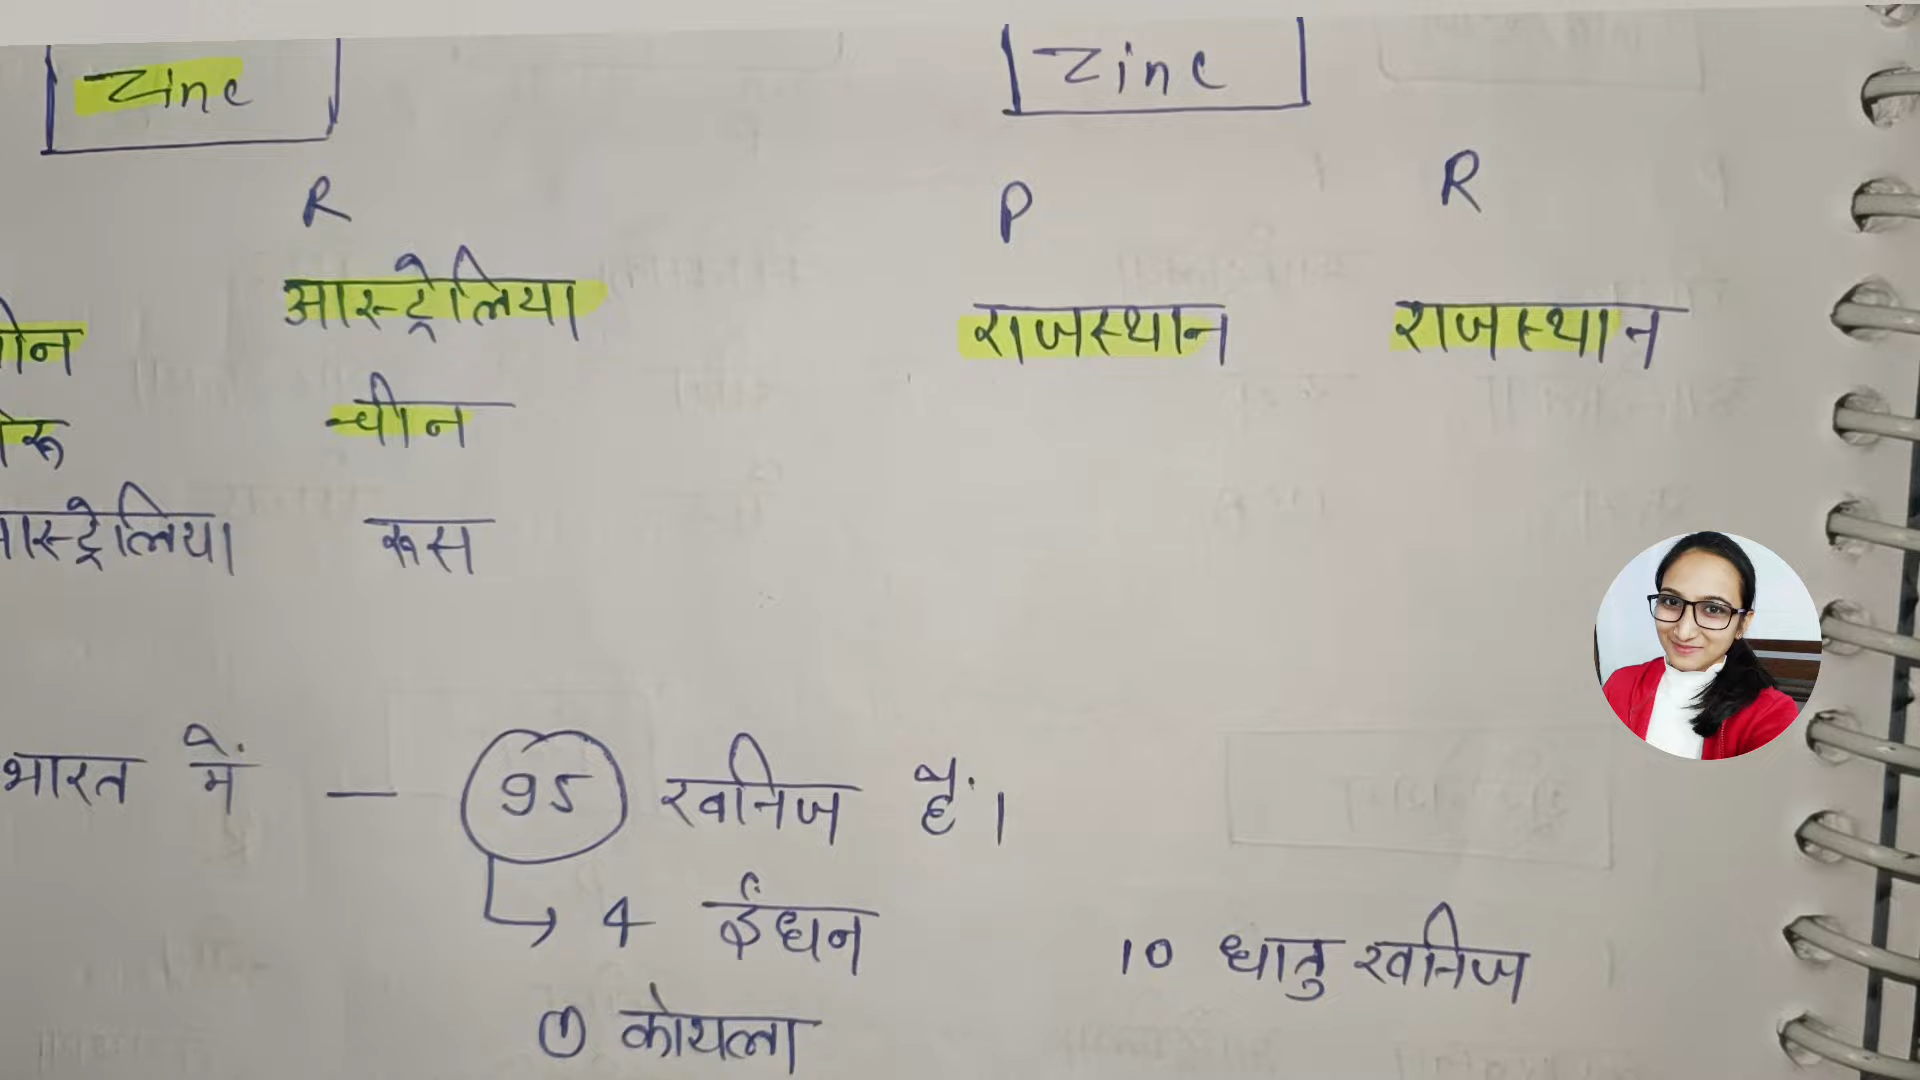 Zinc Zinc
R P R
आस्ट्रेलिया राजस्थान राजस्थान
चीन
रूस
भारत में — 95 खनिज हैं।
↳ 4 ईंधन 10 धातु खनिज
① कोयला